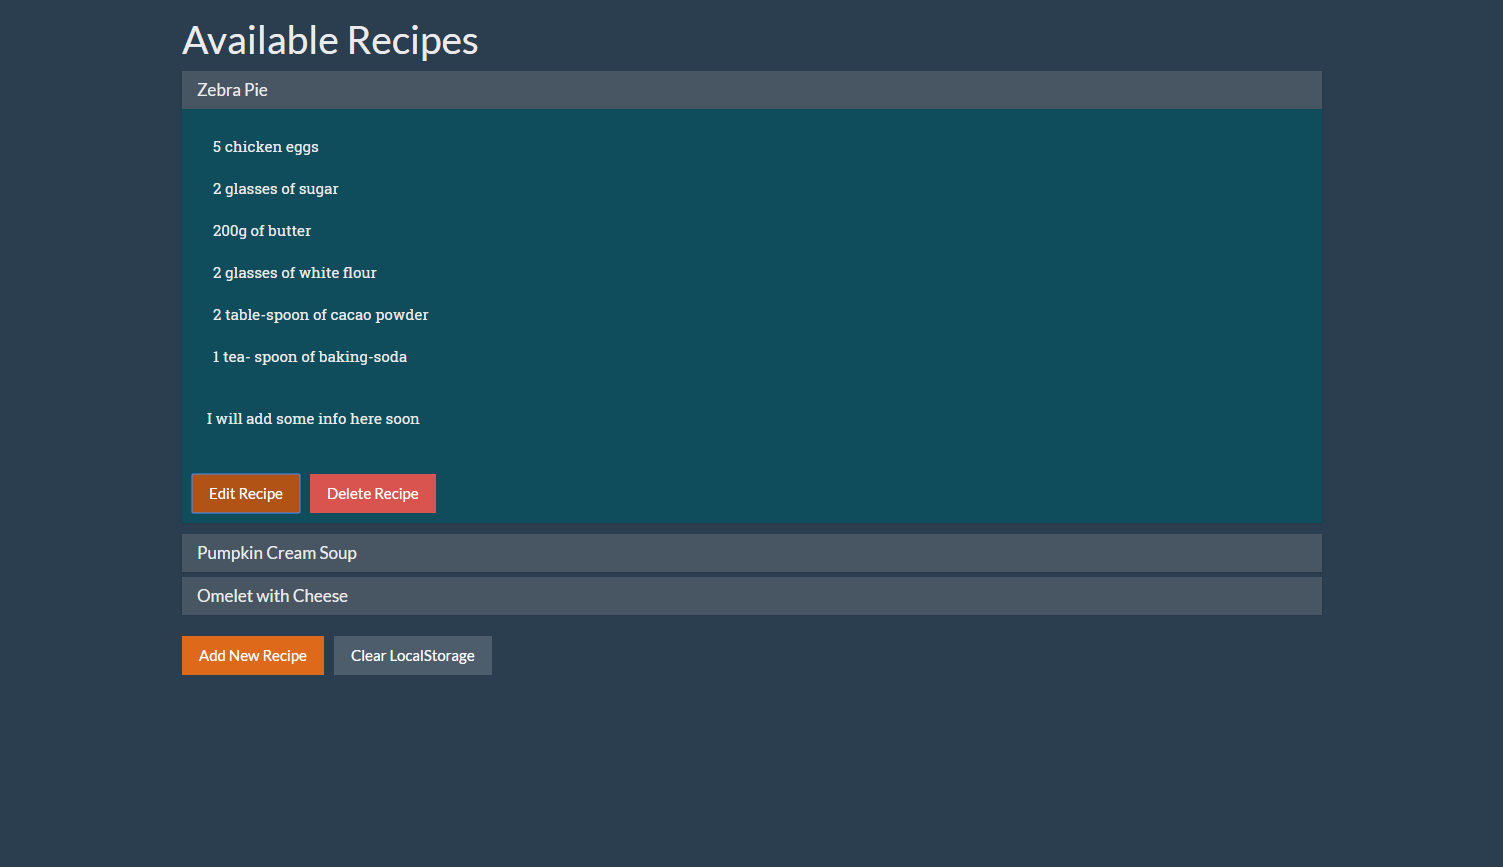 Available Recipes
Zebra Pie
5 chicken eggs
2 glasses of sugar
200g of butter
2 glasses of white flour
2 table-spoon of cacao powder
1 tea- spoon of baking-soda
I will add some info here soon
Edit Recipe Delete Recipe
Pumpkin Cream Soup
Omelet with Cheese
Add New Recipe Clear LocalStorage